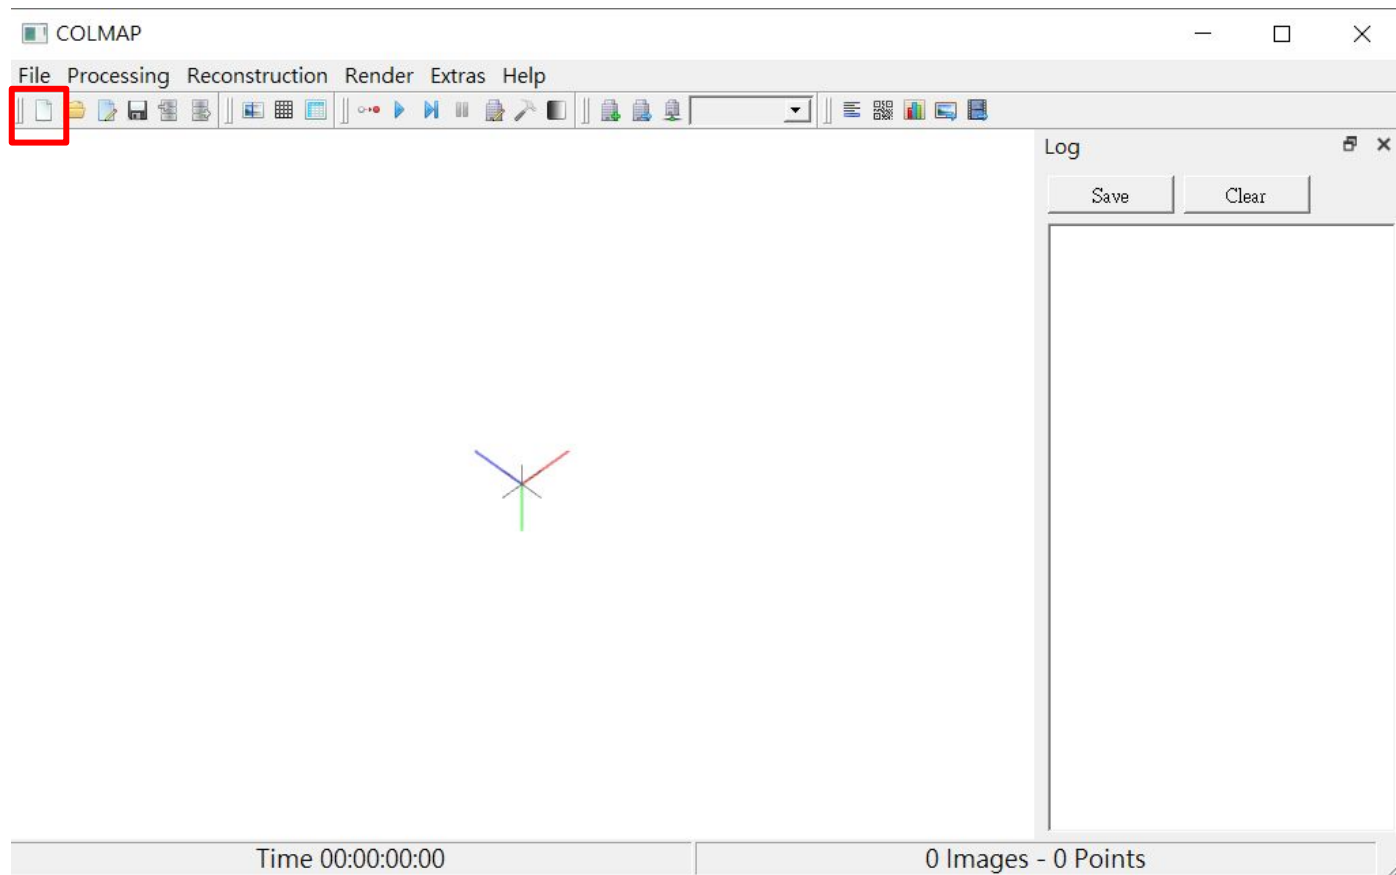 COLMAP
File Processing Reconstruction Render Extras Help
Log
Save Clear
Time 00:00:00:00 0 Images - 0 Points